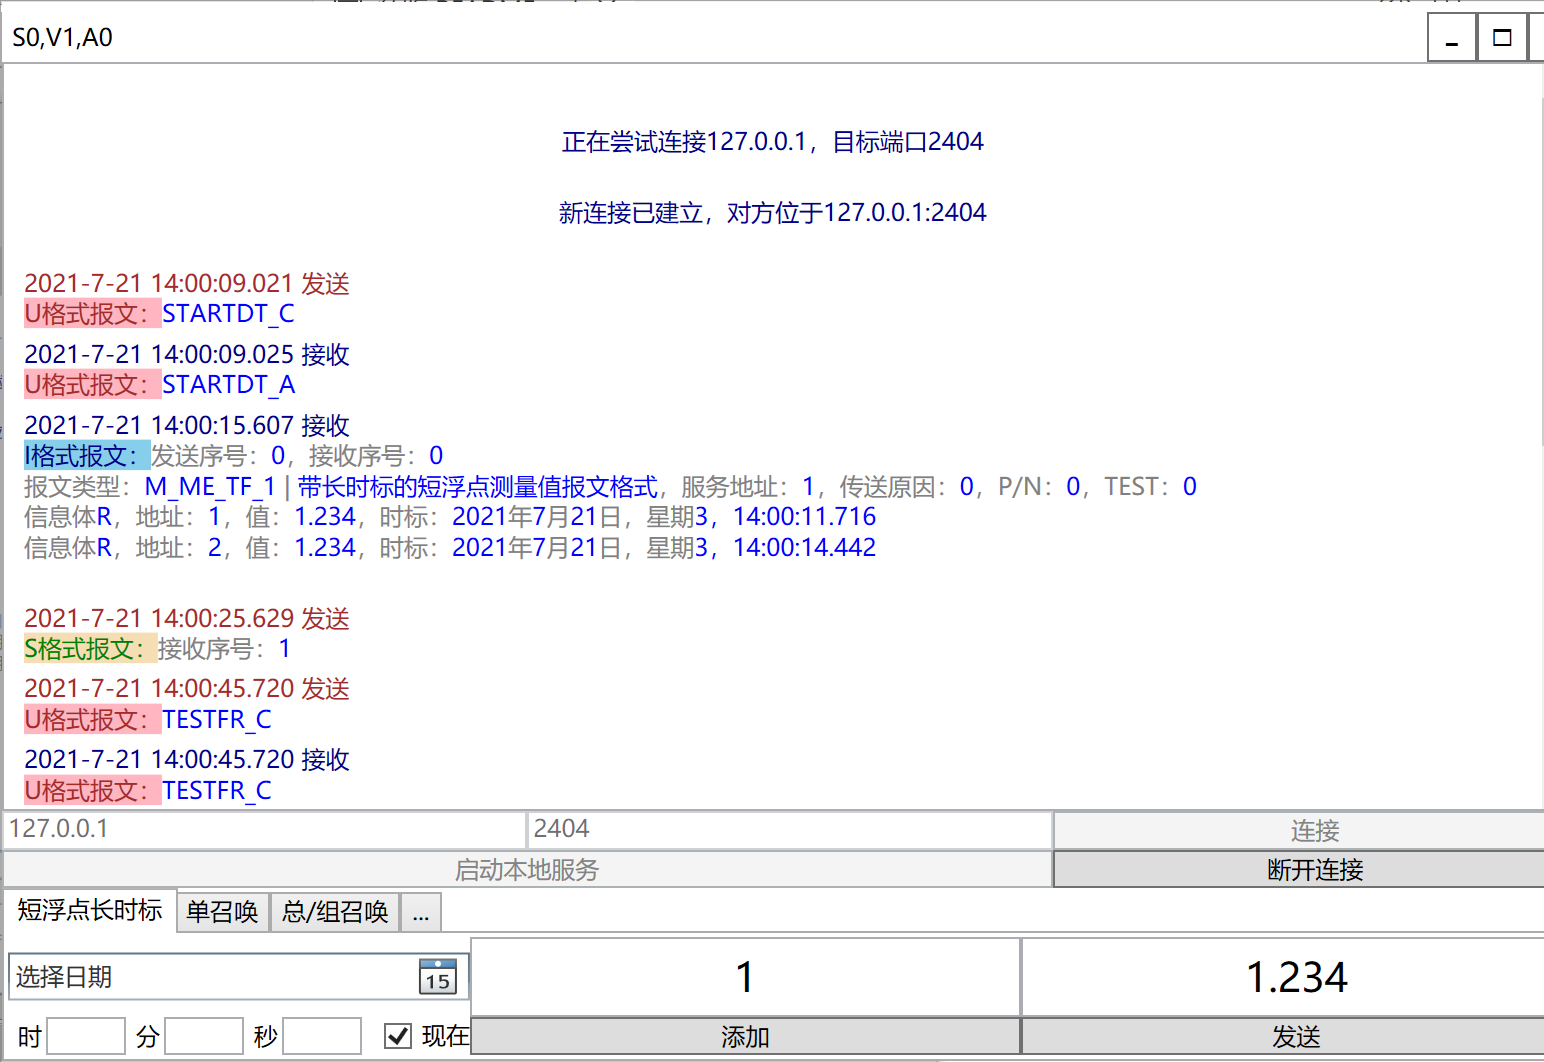 S0,V1,A0
正在尝试连接127.0.0.1，目标端口2404
新连接已建立，对方位于127.0.0.1:2404
2021-7-21 14:00:09.021 发送
U格式报文：STARTDT_C
2021-7-21 14:00:09.025 接收
U格式报文：STARTDT_A
2021-7-21 14:00:15.607 接收
I格式报文：发送序号：0，接收序号：0
报文类型：M_ME_TF_1 | 带长时标的短浮点测量值报文格式，服务地址：1，传送原因：0，P/N：0，TEST：0
信息体R，地址：1，值：1.234，时标：2021年7月21日，星期3，14:00:11.716
信息体R，地址：2，值：1.234，时标：2021年7月21日，星期3，14:00:14.442
2021-7-21 14:00:25.629 发送
S格式报文：接收序号：1
2021-7-21 14:00:45.720 发送
U格式报文：TESTFR_C
2021-7-21 14:00:45.720 接收
U格式报文：TESTFR_C
127.0.0.1 2404 连接
启动本地服务 断开连接
短浮点长时标 单召唤 总/组召唤 ...
选择日期 15 1 1.234
时 分 秒 现在 添加 发送